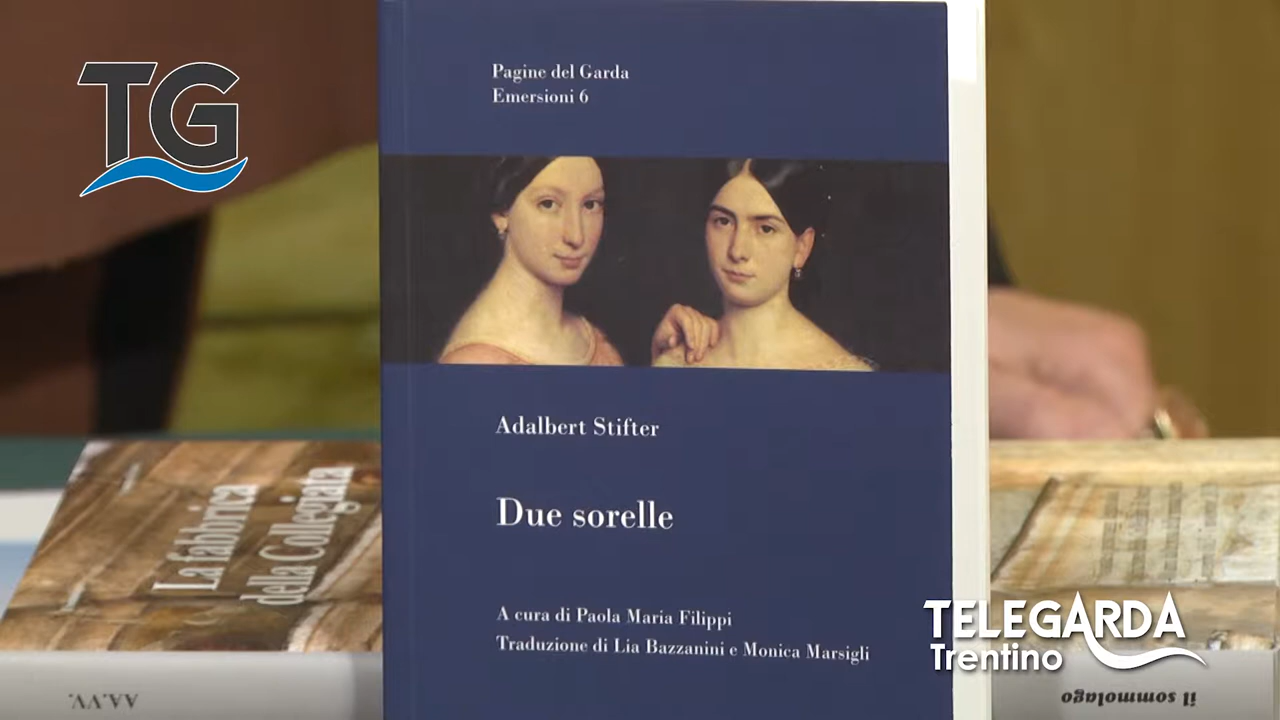 TG
Pagine del Garda
Emersioni 6
Adalbert Stifter
Due sorelle
A cura di Paola Maria Filippi
Traduzione di Lia Bazzanini e Monica Marsigli
La fabbrica
della Collegiata
AA.VV.
TELEGARDA
Trentino
il sommolago